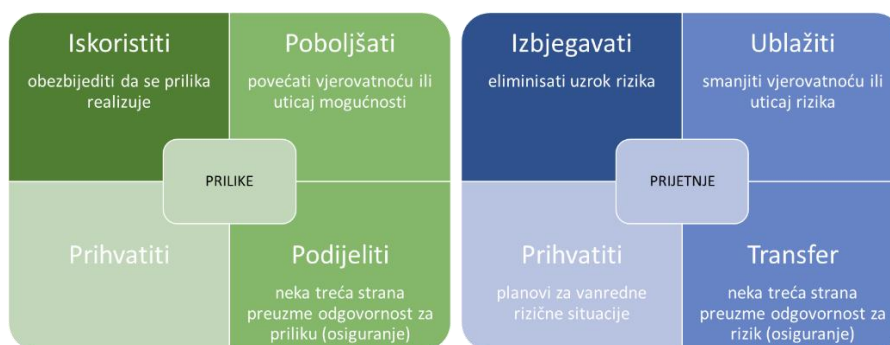 Iskoristiti
obezbijediti da se prilika
realizuje
Poboljšati
povećati vjerovatnoću ili
uticaj mogućnosti
PRILIKE
Prihvatiti
Podijeliti
neka treća strana
preuzme odgovornost za
priliku (osiguranje)
Izbjegavati
eliminisati uzrok rizika
Ublažiti
smanjiti vjerovatnoću ili
uticaj rizika
PRIJETNJE
Prihvatiti
planovi za vanredne
rizične situacije
Transfer
neka treća strana
preuzme odgovornost za
rizik (osiguranje)